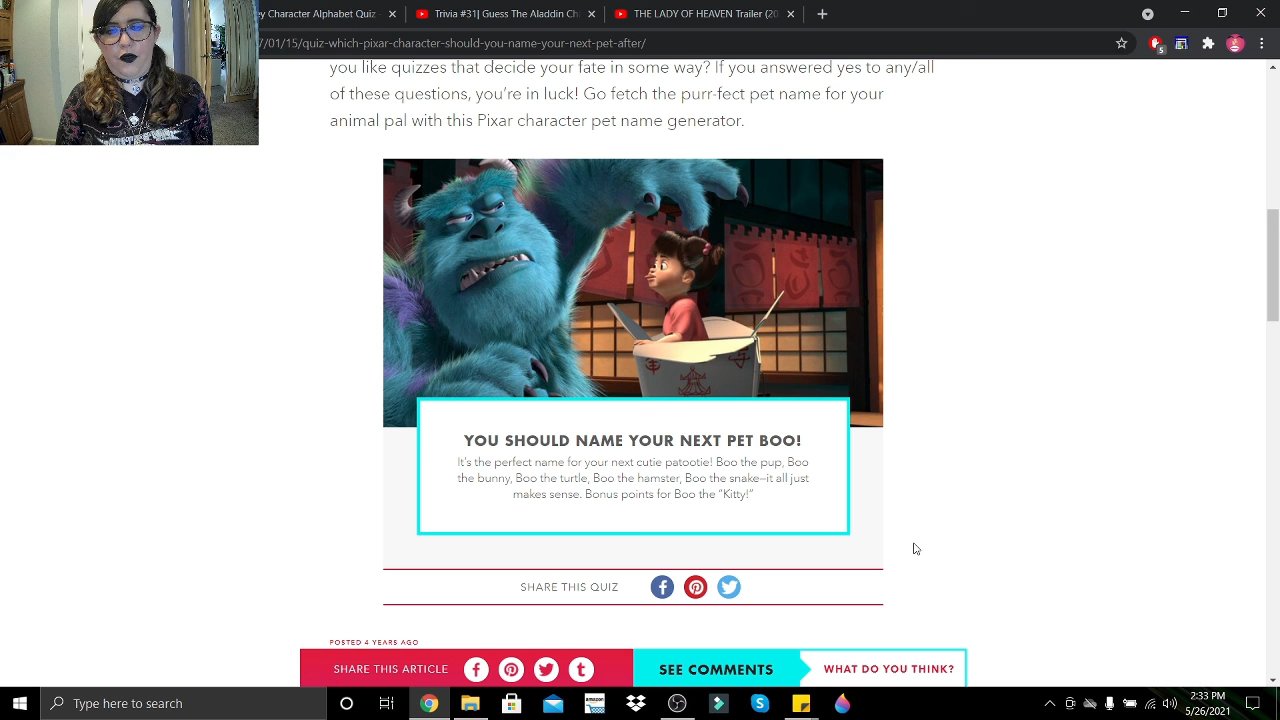 ey Character Alphabet Quiz
Trivia #31| Guess The Aladdin Ch
THE LADY OF HEAVEN Trailer (20
7/01/15/quiz-which-pixar-character-should-you-name-your-next-pet-after/
5
you like quizzes that decide your fate in some way? If you answered yes to any/all
of these questions, you're in luck! Go fetch the purr-fect pet name for your
animal pal with this Pixar character pet name generator.
YOU SHOULD NAME YOUR NEXT PET BOO!
It's the perfect name for your next cutie patootie! Boo the pup, Boo
the bunny, Boo the turtle, Boo the hamster, Boo the snake—it all just
makes sense. Bonus points for Boo the “Kitty!”
SHARE THIS QUIZ
POSTED 4 YEARS AGO
SHARE THIS ARTICLE
SEE COMMENTS
WHAT DO YOU THINK?
Type here to search
amazon
2:33 PM
5/26/2021